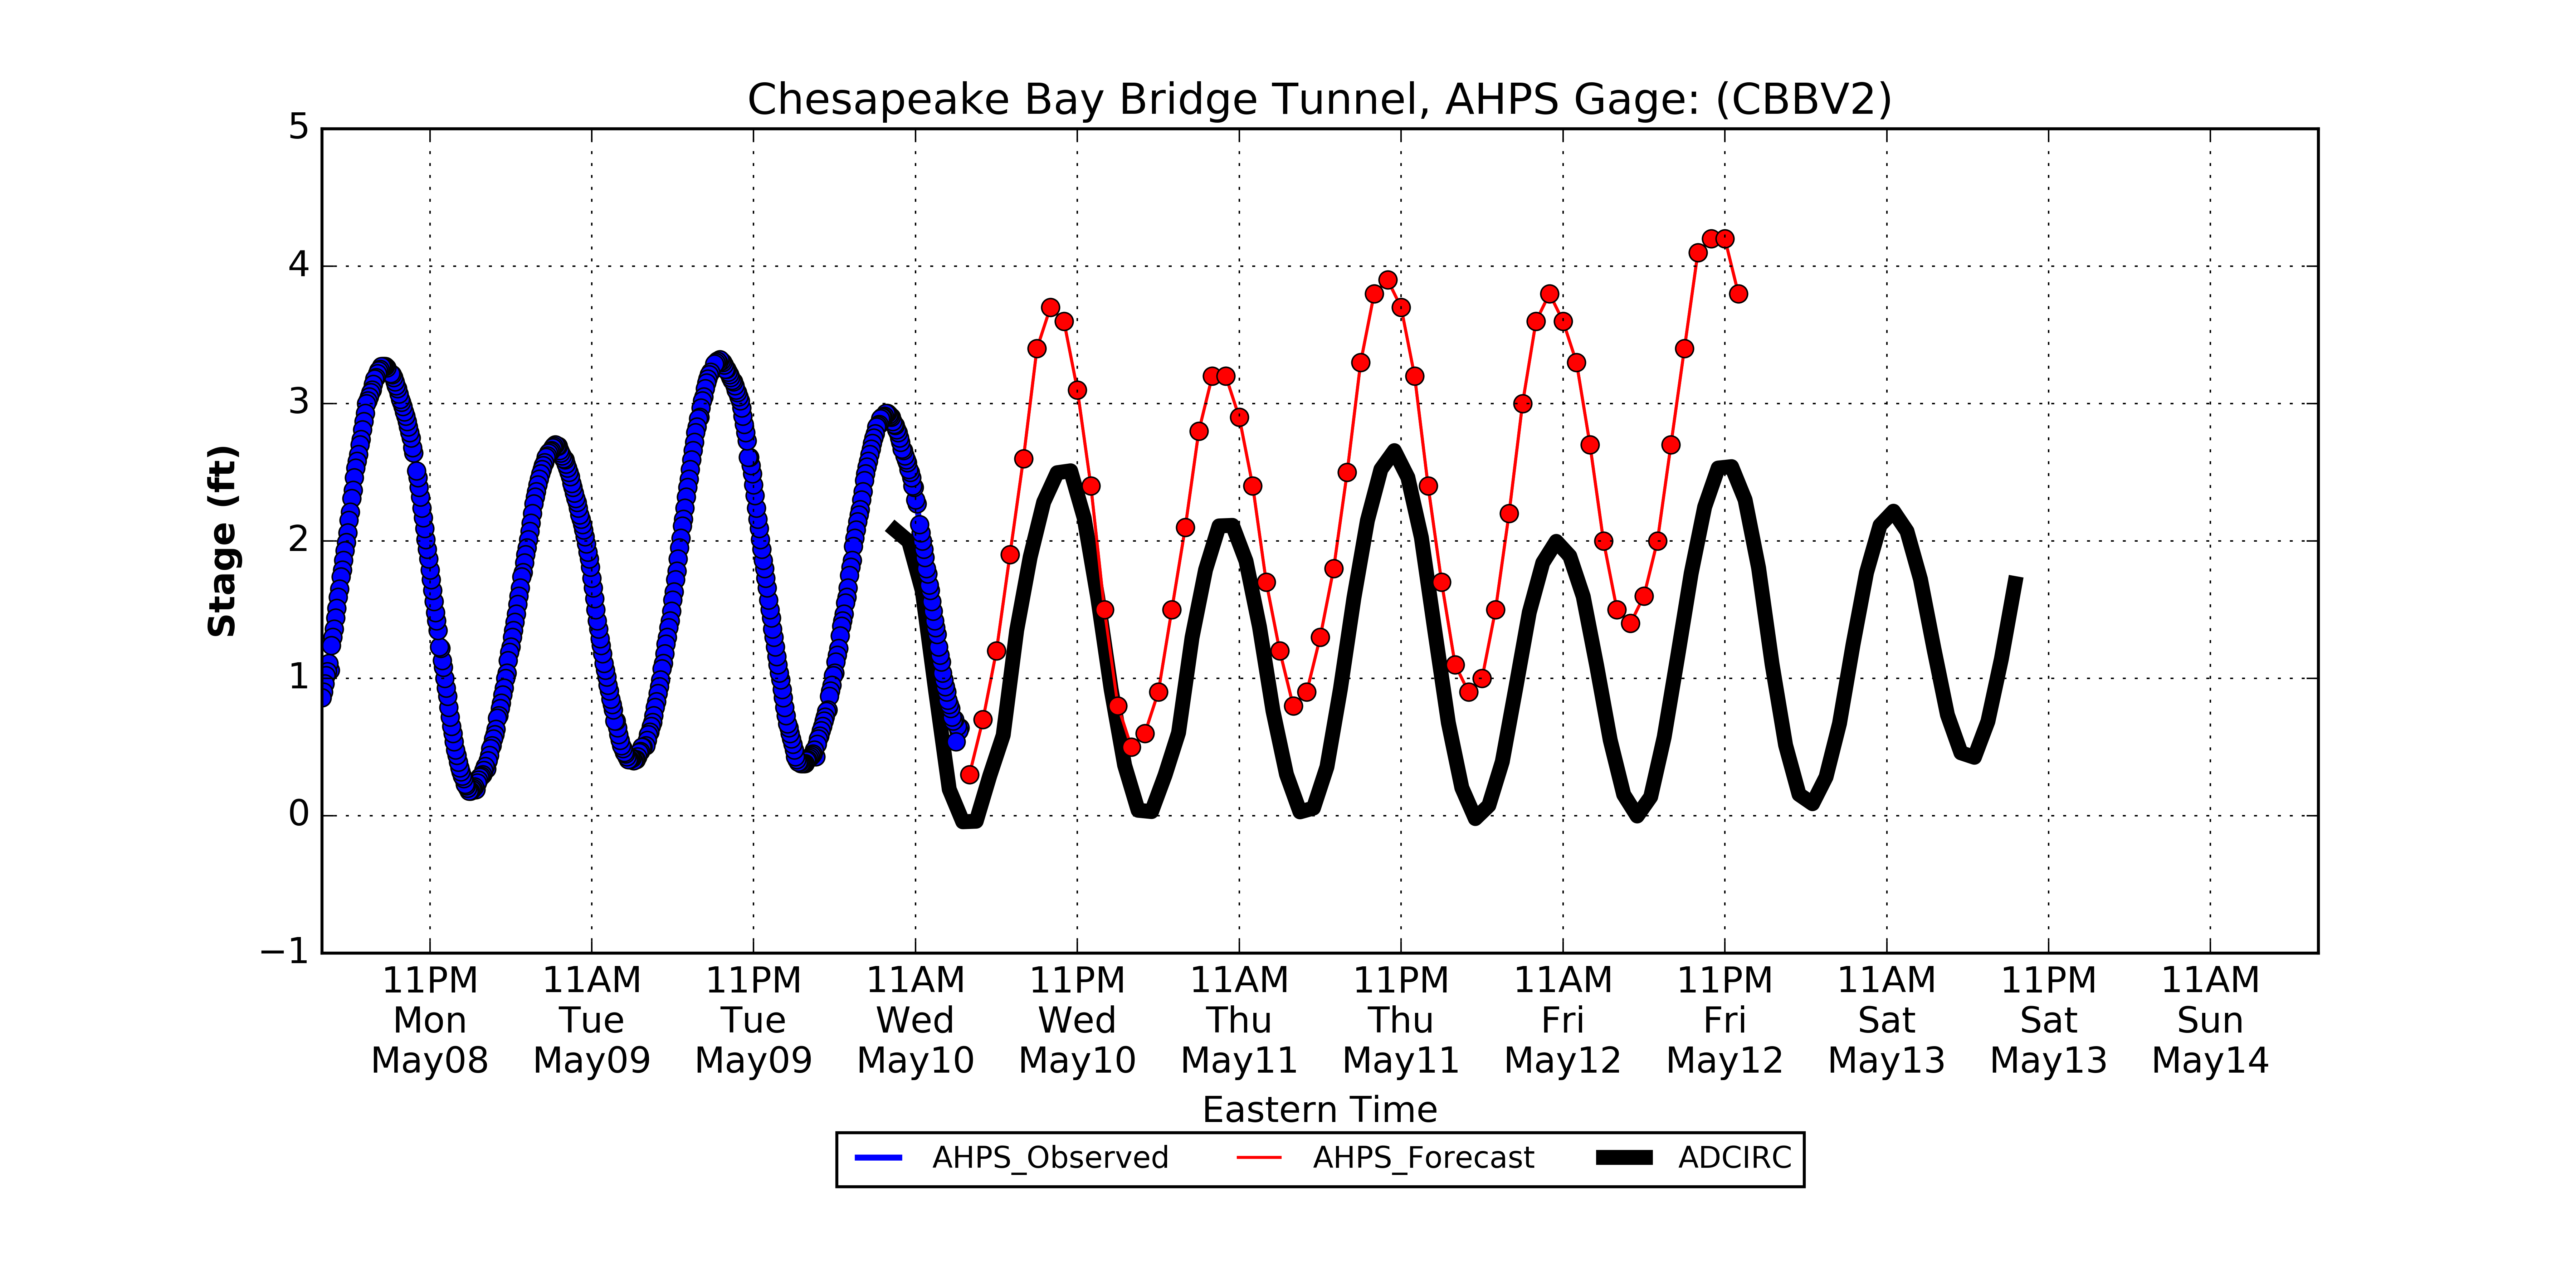 Chesapeake Bay Bridge Tunnel, AHPS Gage: (CBBV2)
5
4
3
2
1
0
−1
Stage (ft)
11PM 11AM 11PM 11AM 11PM 11AM 11PM 11AM 11PM 11AM 11PM 11AM
Mon Tue Tue Wed Wed Thu Thu Fri Fri Sat Sat Sun
May08 May09 May09 May10 May10 May11 May11 May12 May12 May13 May13 May14
Eastern Time
AHPS_Observed AHPS_Forecast ADCIRC